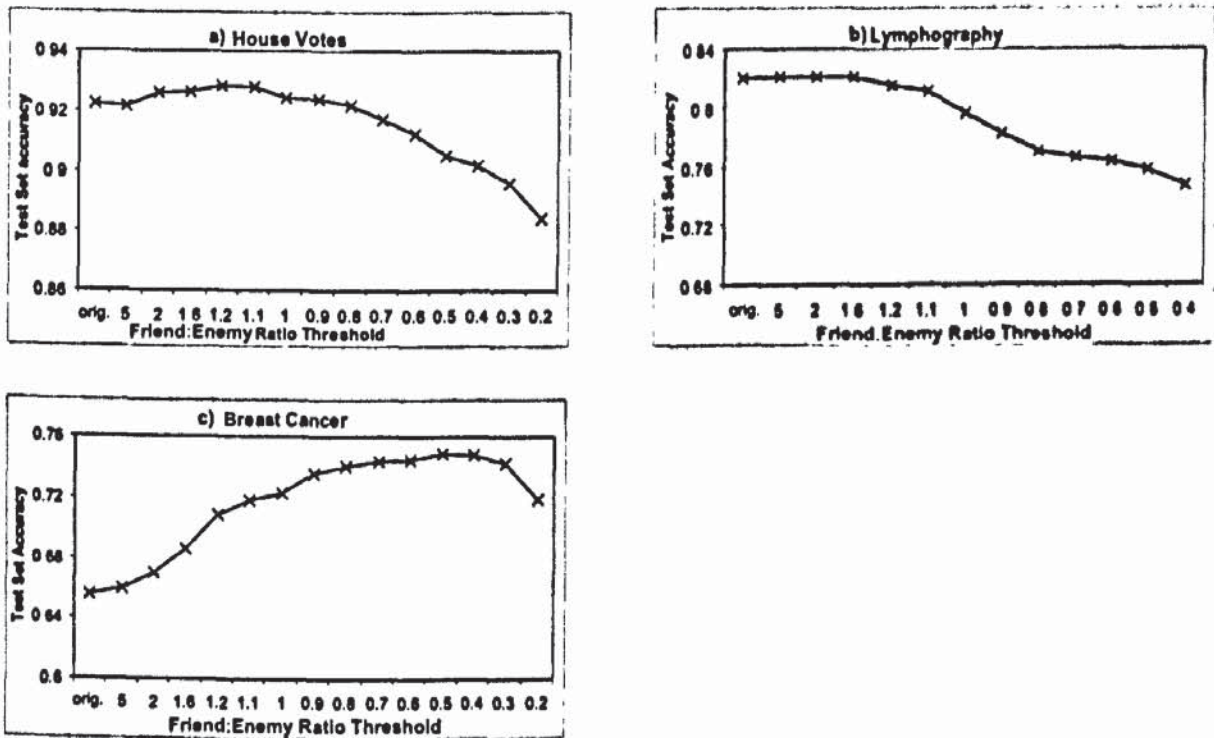 a) House Votes
Test Set accuracy
0.94
0.92
0.9
0.88
0.86
orig. 5 2 1.6 1.2 1.1 1 0.9 0.8 0.7 0.6 0.5 0.4 0.3 0.2
Friend:Enemy Ratio Threshold
b) Lymphography
Test Set Accuracy
0.84
0.8
0.76
0.72
0.68
orig. 5 2 1.6 1.2 1.1 1 0.9 0.8 0.7 0.6 0.5 0.4
Friend:Enemy Ratio Threshold
c) Breast Cancer
Test Set Accuracy
0.76
0.72
0.68
0.64
0.6
orig. 5 2 1.6 1.2 1.1 1 0.9 0.8 0.7 0.6 0.5 0.4 0.3 0.2
Friend:Enemy Ratio Threshold